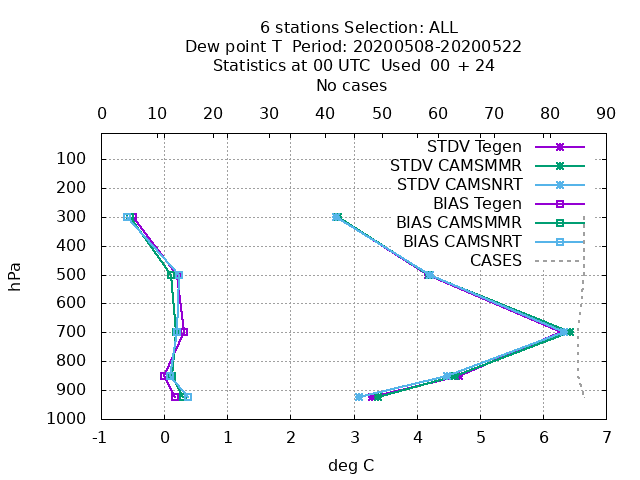 6 stations Selection: ALL
Dew point T  Period: 20200508-20200522
Statistics at 00 UTC  Used  00 + 24
No cases
0 10 20 30 40 50 60 70 80 90
STDV Tegen
STDV CAMSMMR
STDV CAMSNRT
BIAS Tegen
BIAS CAMSMMR
BIAS CAMSNRT
CASES
hPa
100
200
300
400
500
600
700
800
900
1000
-1 0 1 2 3 4 5 6 7
deg C